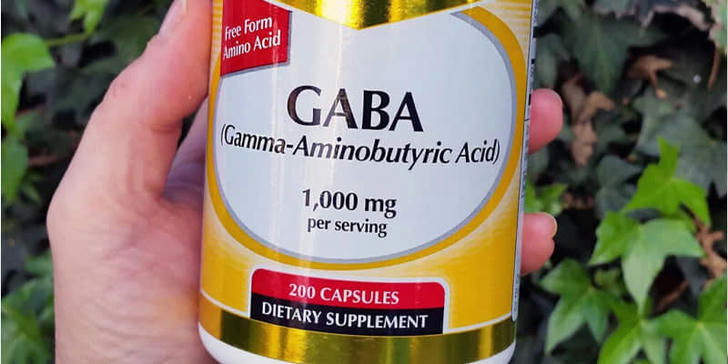 Free Form
Amino Acid
GABA
(Gamma-Aminobutyric Acid)
1,000 mg
per serving
200 CAPSULES
DIETARY SUPPLEMENT